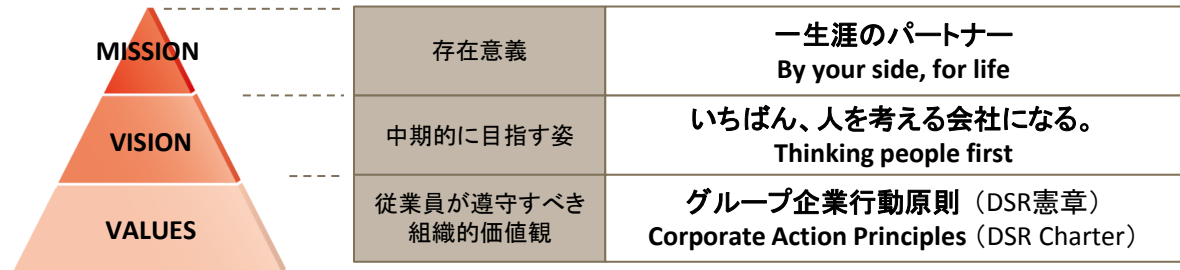 MISSION
存在意義
一生涯のパートナー
By your side, for life
VISION
中期的に目指す姿
いちばん、人を考える会社になる。
Thinking people first
VALUES
従業員が遵守すべき
組織的価値観
グループ企業行動原則（DSR憲章）
Corporate Action Principles（DSR Charter）